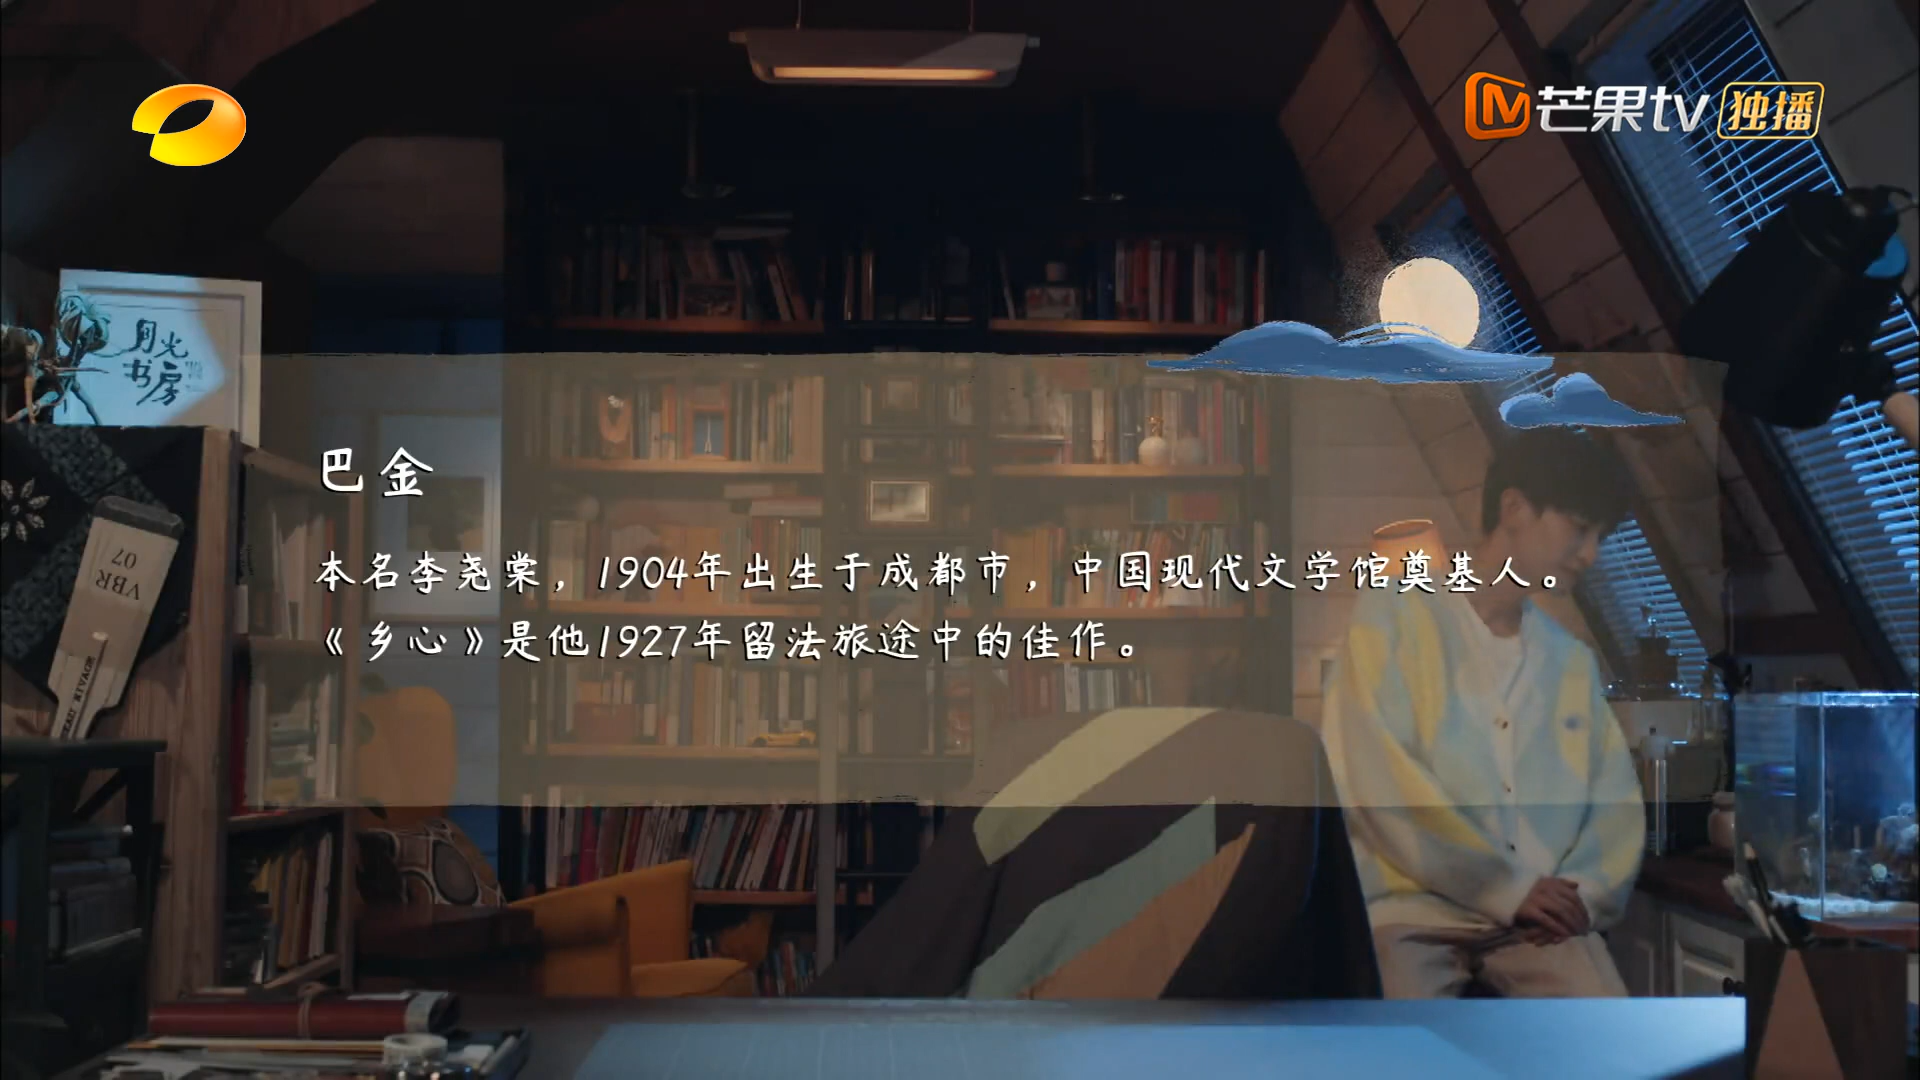 芒果tv 独播
月光
书房
巴金
本名李尧棠，1904年出生于成都市，中国现代文学馆奠基人。
《乡心》是他1927年留法旅途中的佳作。
VBR
07